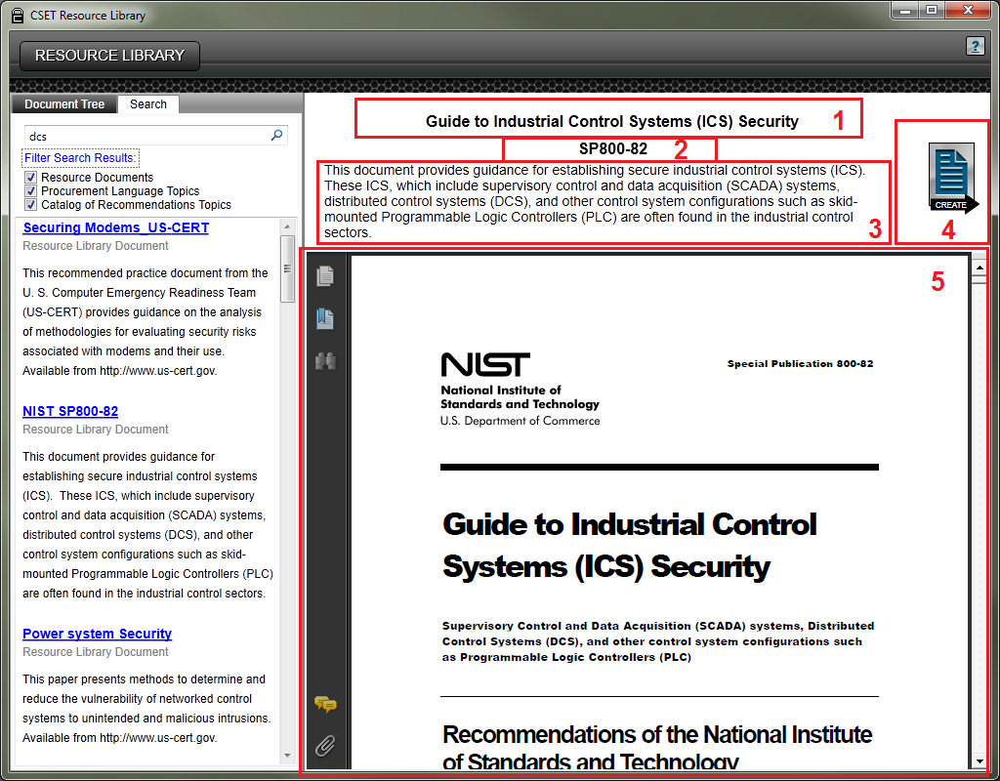 CSET Resource Library
RESOURCE LIBRARY
?
Document Tree
Search
dcs
Filter Search Results:
Resource Documents
Procurement Language Topics
Catalog of Recommendations Topics
Securing Modems_US-CERT
Resource Library Document
This recommended practice document from the
U. S. Computer Emergency Readiness Team
(US-CERT) provides guidance on the analysis
of methodologies for evaluating security risks
associated with modems and their use.
Available from http://www.us-cert.gov.
NIST SP800-82
Resource Library Document
This document provides guidance for
establishing secure industrial control systems
(ICS).  These ICS, which include supervisory
control and data acquisition (SCADA) systems,
distributed control systems (DCS), and other
control system configurations such as skid-
mounted Programmable Logic Controllers (PLC)
are often found in the industrial control sectors.
Power system Security
Resource Library Document
This paper presents methods to determine and
reduce the vulnerability of networked control
systems to unintended and malicious intrusions.
Available from http://www.us-cert.gov.
Guide to Industrial Control Systems (ICS) Security 1
SP800-82 2
This document provides guidance for establishing secure industrial control systems (ICS).
These ICS, which include supervisory control and data acquisition (SCADA) systems,
distributed control systems (DCS), and other control system configurations such as skid-
mounted Programmable Logic Controllers (PLC) are often found in the industrial control
sectors. 3
CREATE
4
5
NIST
National Institute of
Standards and Technology
U.S. Department of Commerce
Special Publication 800-82
Guide to Industrial Control
Systems (ICS) Security
Supervisory Control and Data Acquisition (SCADA) systems, Distributed
Control Systems (DCS), and other control system configurations such
as Programmable Logic Controllers (PLC)
Recommendations of the National Institute
of Standards and Technology